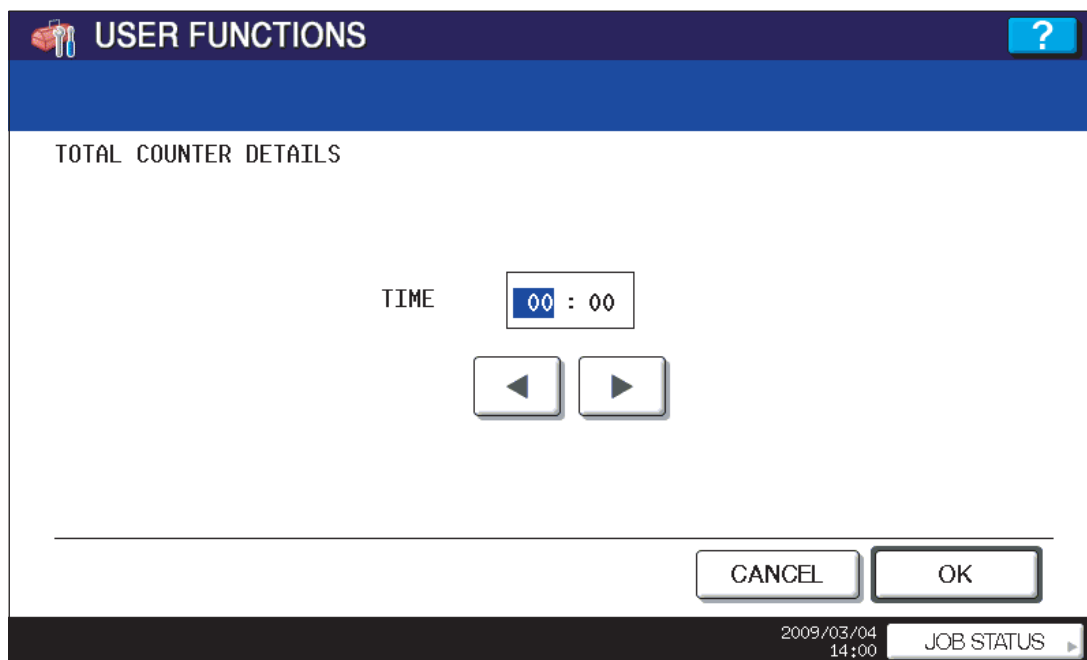 USER FUNCTIONS
?
TOTAL COUNTER DETAILS
TIME 00 : 00
CANCEL OK
2009/03/04
14:00
JOB STATUS